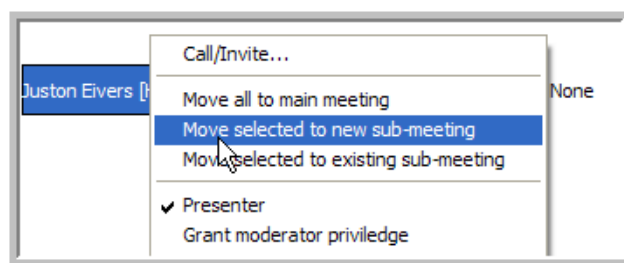 Call/Invite...
Juston Eivers [
None
Move all to main meeting
Move selected to new sub-meeting
Move selected to existing sub-meeting
Presenter
Grant moderator priviledge